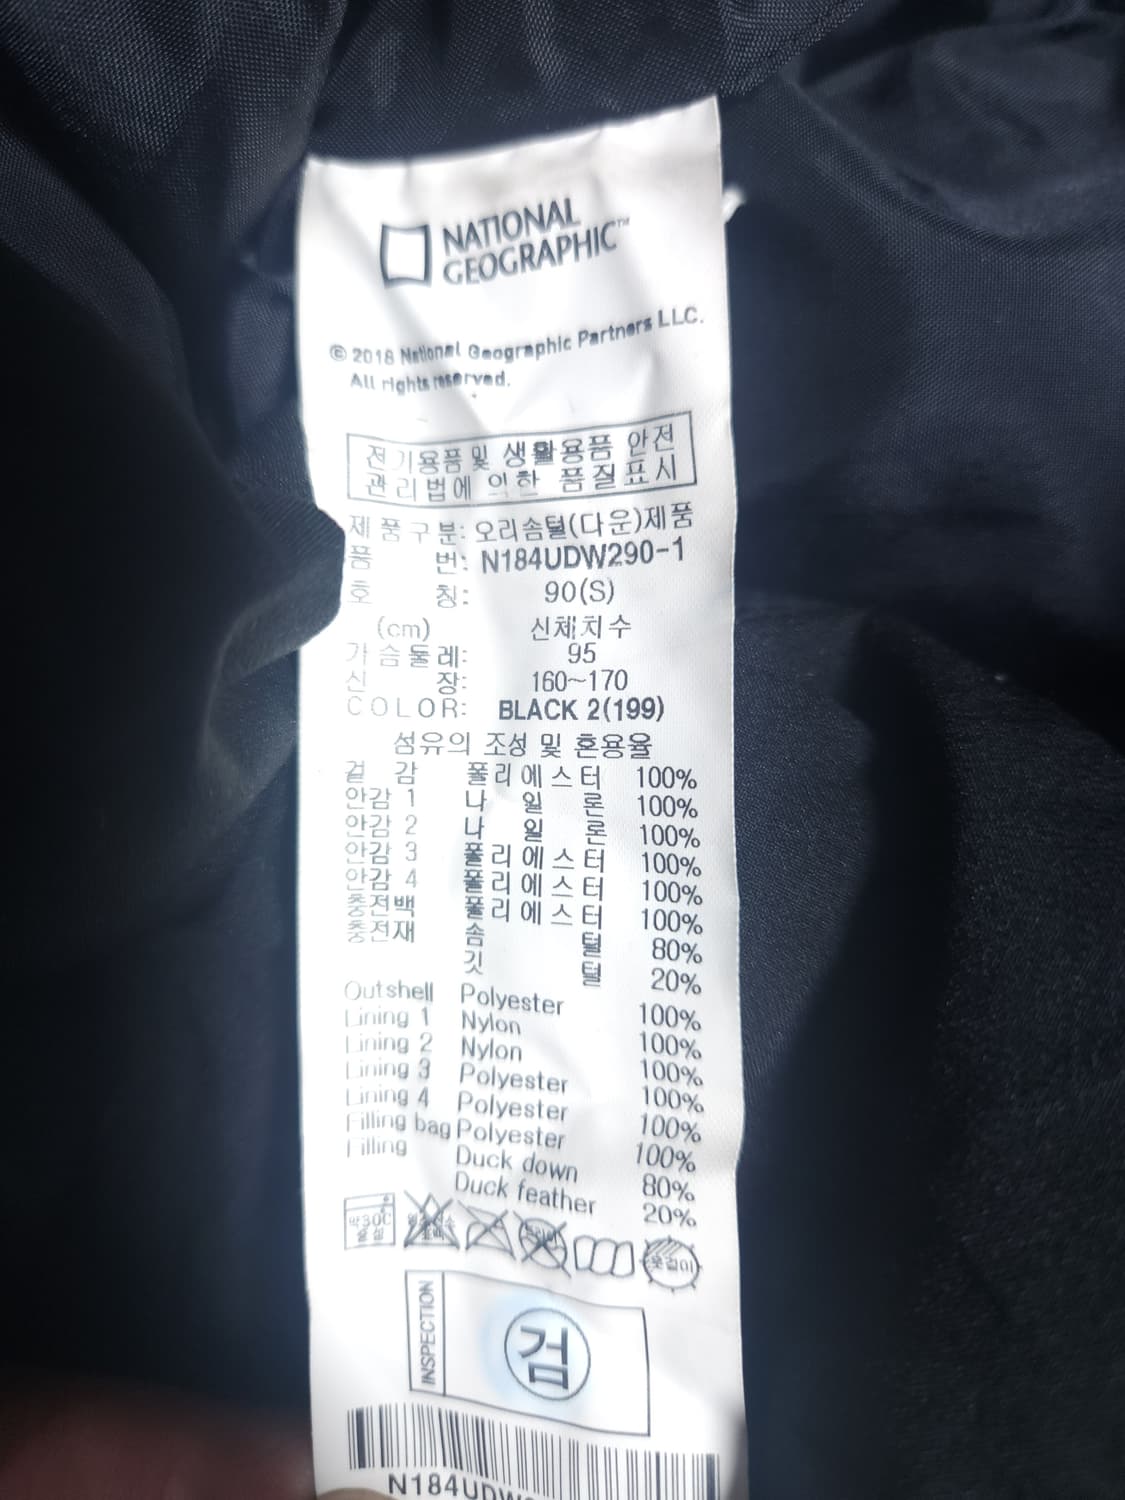 NATIONAL
GEOGRAPHIC™
© 2018 National Geographic Partners LLC.
All rights reserved.
전기용품 및 생활용품 안전
관리법에 의한 품질표시
제품구분: 오리솜털(다운)제품
품 번: N184UDW290-1
호 칭: 90(S)
(cm) 신체치수
가슴둘레: 95
신 장: 160~170
COLOR: BLACK 2(199)
섬유의 조성 및 혼용율
겉 감 폴리에스터 100%
안감 1 나 일 론 100%
안감 2 나 일 론 100%
안감 3 폴리에스터 100%
안감 4 폴리에스터 100%
충전백 폴리에스터 100%
충전재 솜 털 80%
깃 털 20%
Outshell Polyester 100%
Lining 1 Nylon 100%
Lining 2 Nylon 100%
Lining 3 Polyester 100%
Lining 4 Polyester 100%
Filling bag Polyester 100%
Filling Duck down 80%
Duck feather 20%
약30℃
옷걸이
INSPECTION
검
N184UDW